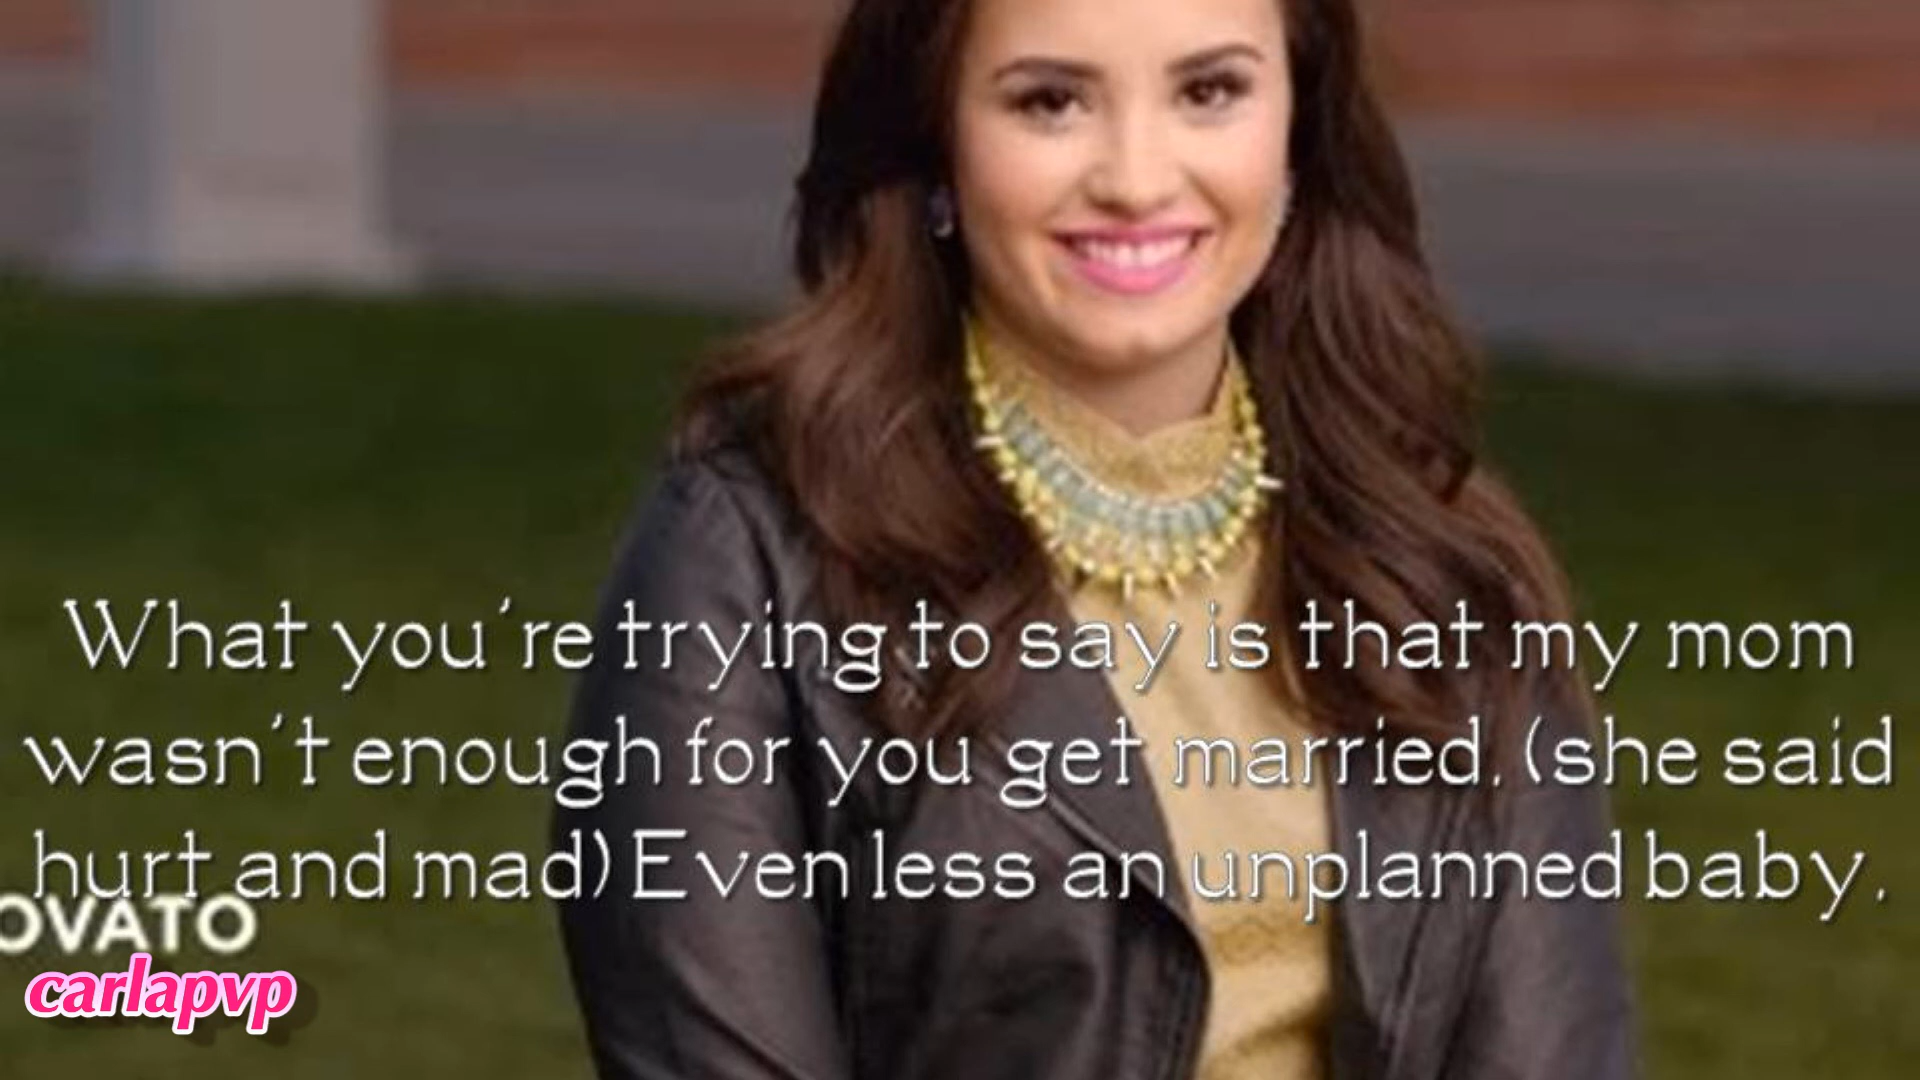 What you're trying to say is that my mom
wasn't enough for you get married. (she said
hurt and mad) Even less an unplanned baby.
OVATO
carlapvp